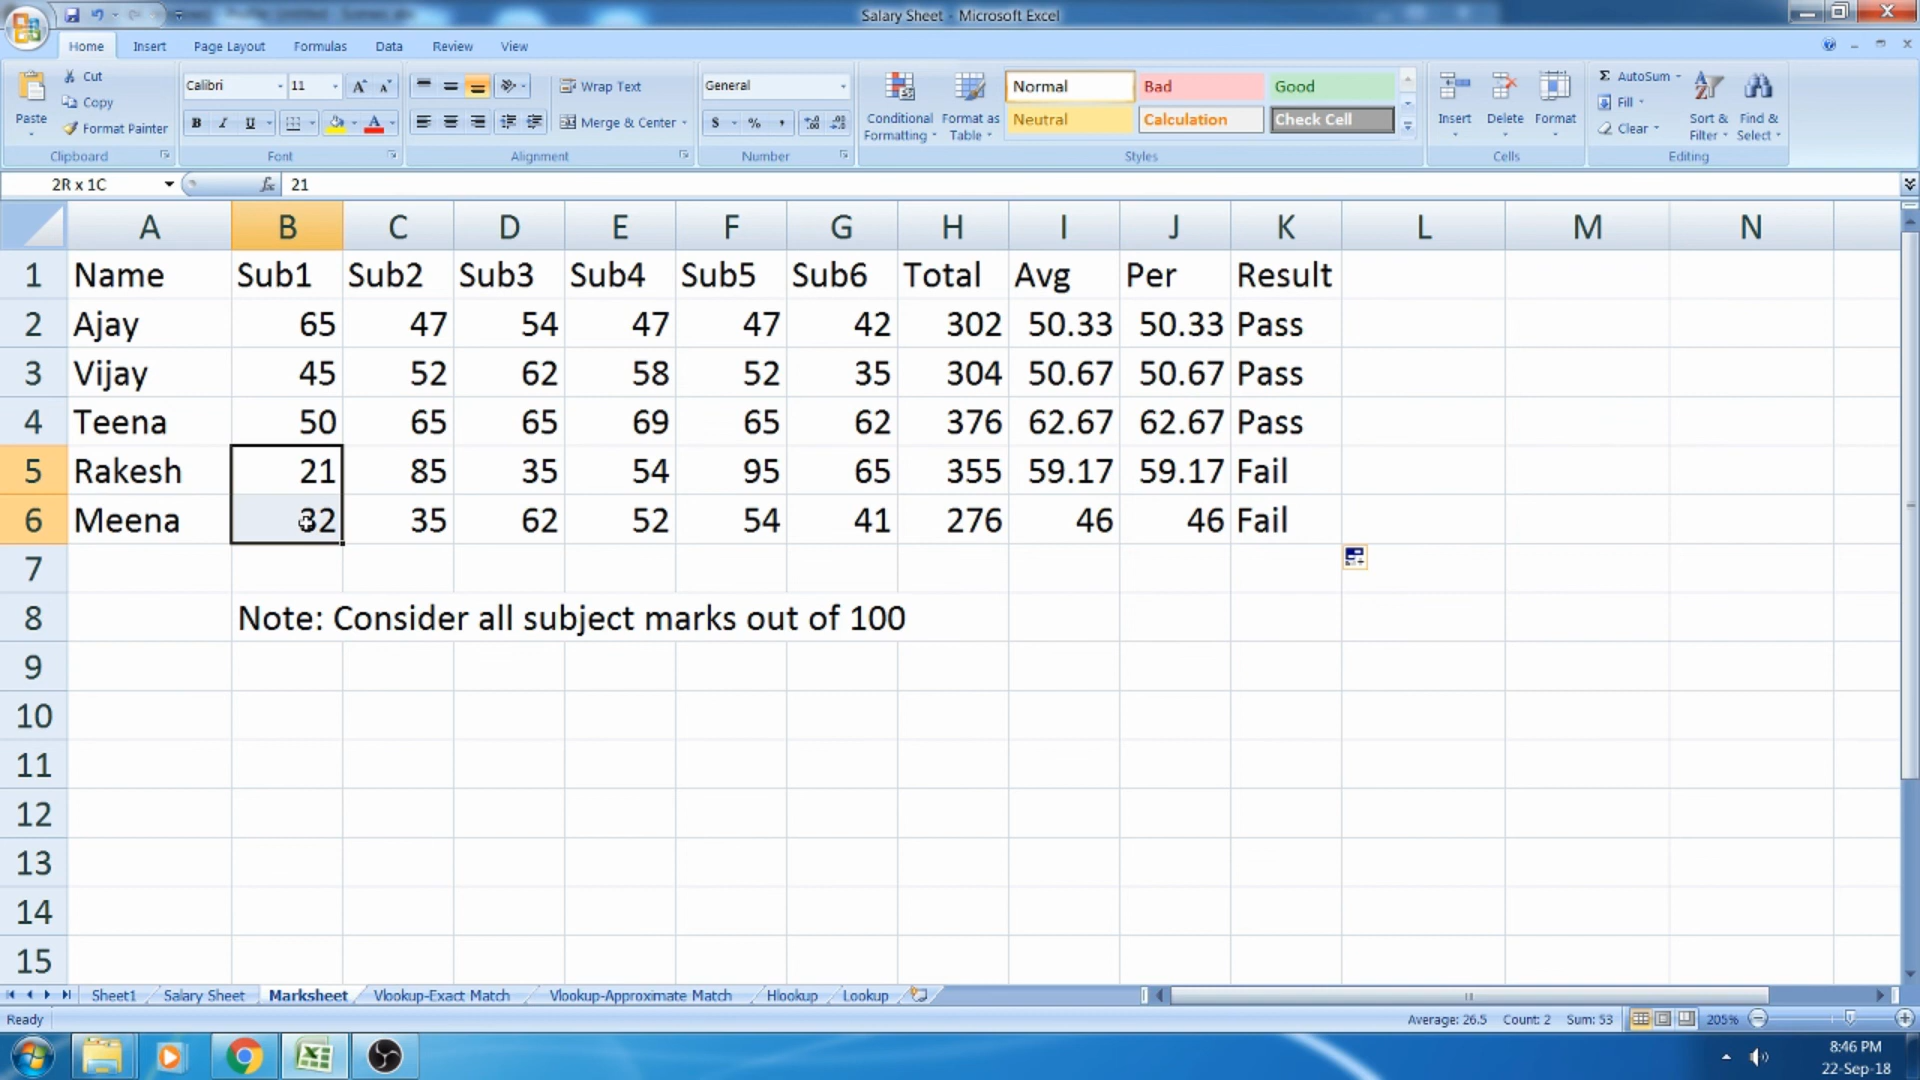 Salary Sheet - Microsoft Excel
Home Insert Page Layout Formulas Data Review View
Paste Cut Copy Format Painter Clipboard
Calibri 11 B I U A Font
Wrap Text Merge & Center Alignment
General $ % , Number
Conditional Formatting Format as Table Normal Bad Good Neutral Calculation Check Cell Styles
Insert Delete Format Cells
Σ AutoSum Fill Clear Sort & Filter Find & Select Editing
2R x 1C fx 21
A B C D E F G H I J K L M N
1 Name Sub1 Sub2 Sub3 Sub4 Sub5 Sub6 Total Avg Per Result
2 Ajay 65 47 54 47 47 42 302 50.33 50.33 Pass
3 Vijay 45 52 62 58 52 35 304 50.67 50.67 Pass
4 Teena 50 65 65 69 65 62 376 62.67 62.67 Pass
5 Rakesh 21 85 35 54 95 65 355 59.17 59.17 Fail
6 Meena 32 35 62 52 54 41 276 46 46 Fail
7
8 Note: Consider all subject marks out of 100
9
10
11
12
13
14
15
Sheet1 Salary Sheet Marksheet Vlookup-Exact Match Vlookup-Approximate Match Hlookup Lookup
Ready Average: 26.5 Count: 2 Sum: 53 205%
8:46 PM
22-Sep-18